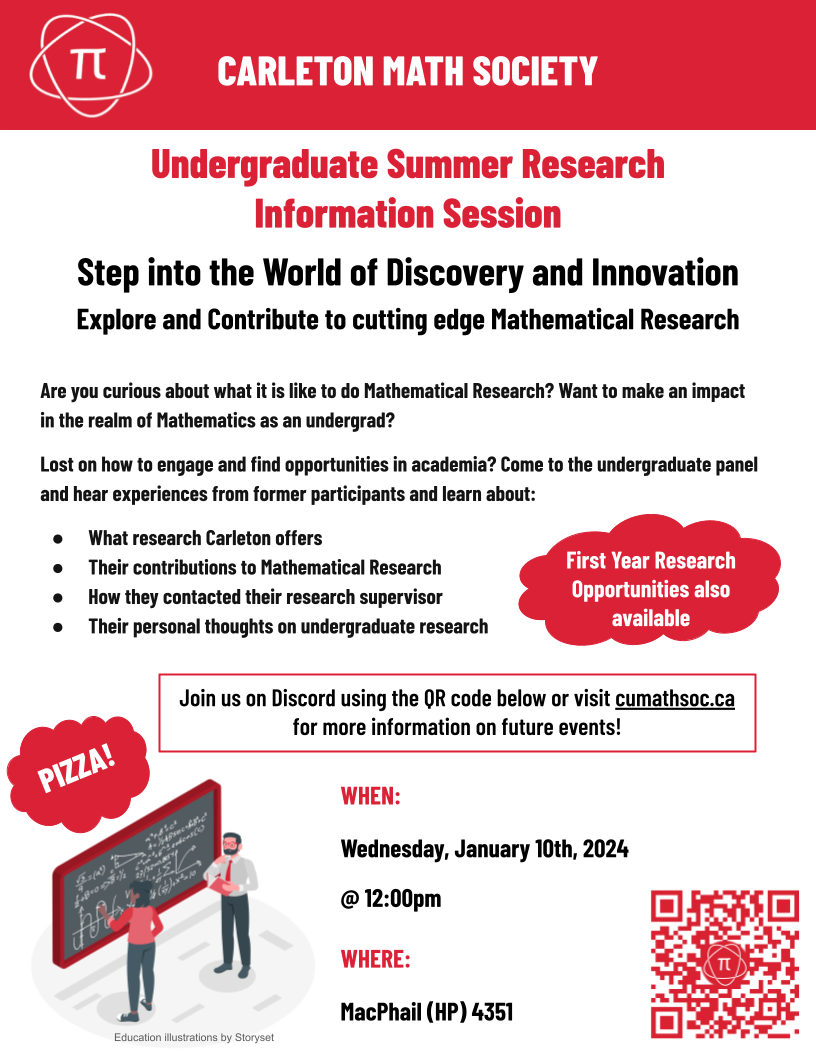 π
CARLETON MATH SOCIETY
Undergraduate Summer Research
Information Session
Step into the World of Discovery and Innovation
Explore and Contribute to cutting edge Mathematical Research
Are you curious about what it is like to do Mathematical Research? Want to make an impact
in the realm of Mathematics as an undergrad?
Lost on how to engage and find opportunities in academia? Come to the undergraduate panel
and hear experiences from former participants and learn about:
● What research Carleton offers
● Their contributions to Mathematical Research
● How they contacted their research supervisor
● Their personal thoughts on undergraduate research
First Year Research
Opportunities also
available
Join us on Discord using the QR code below or visit cumathsoc.ca
for more information on future events!
PIZZA!
WHEN:
Wednesday, January 10th, 2024
@ 12:00pm
WHERE:
MacPhail (HP) 4351
π
Education illustrations by Storyset